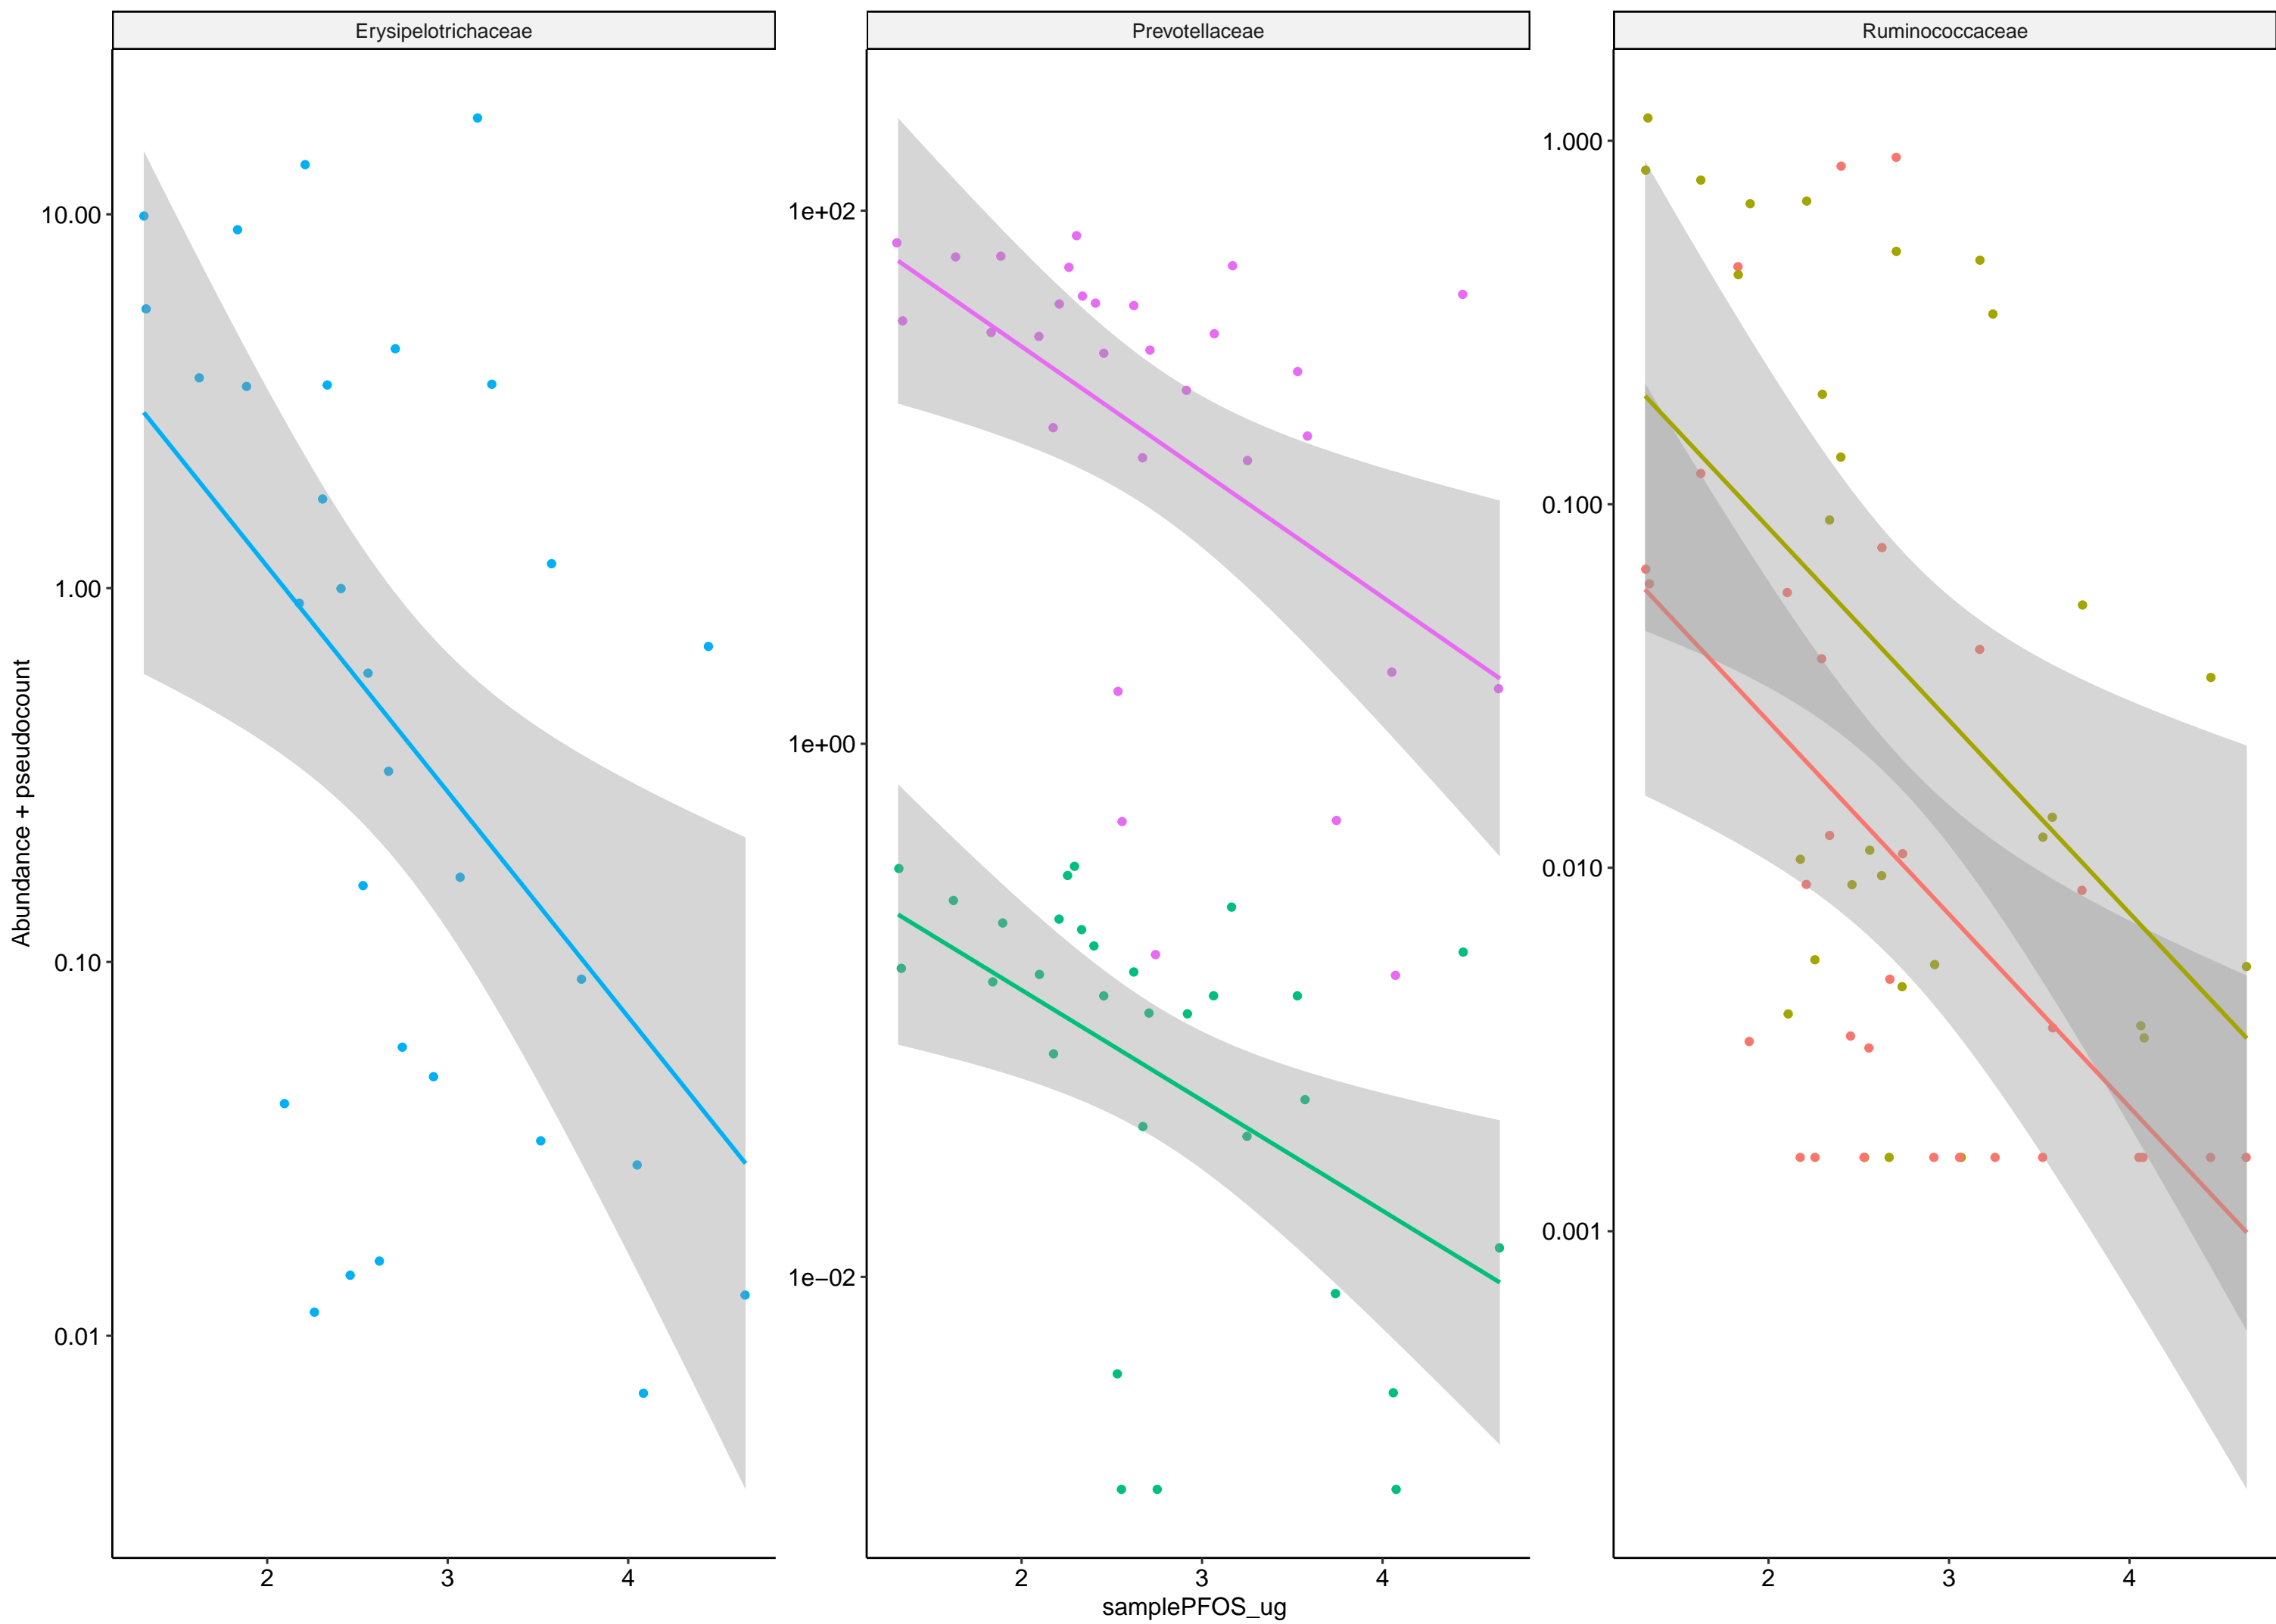 Erysipelotrichaceae Prevotellaceae Ruminococcaceae
Abundance + pseudocount
10.00
1.00
0.10
0.01
1e+02
1e+00
1e−02
1.000
0.100
0.010
0.001
2 3 4 2 3 4 2 3 4
samplePFOS_ug